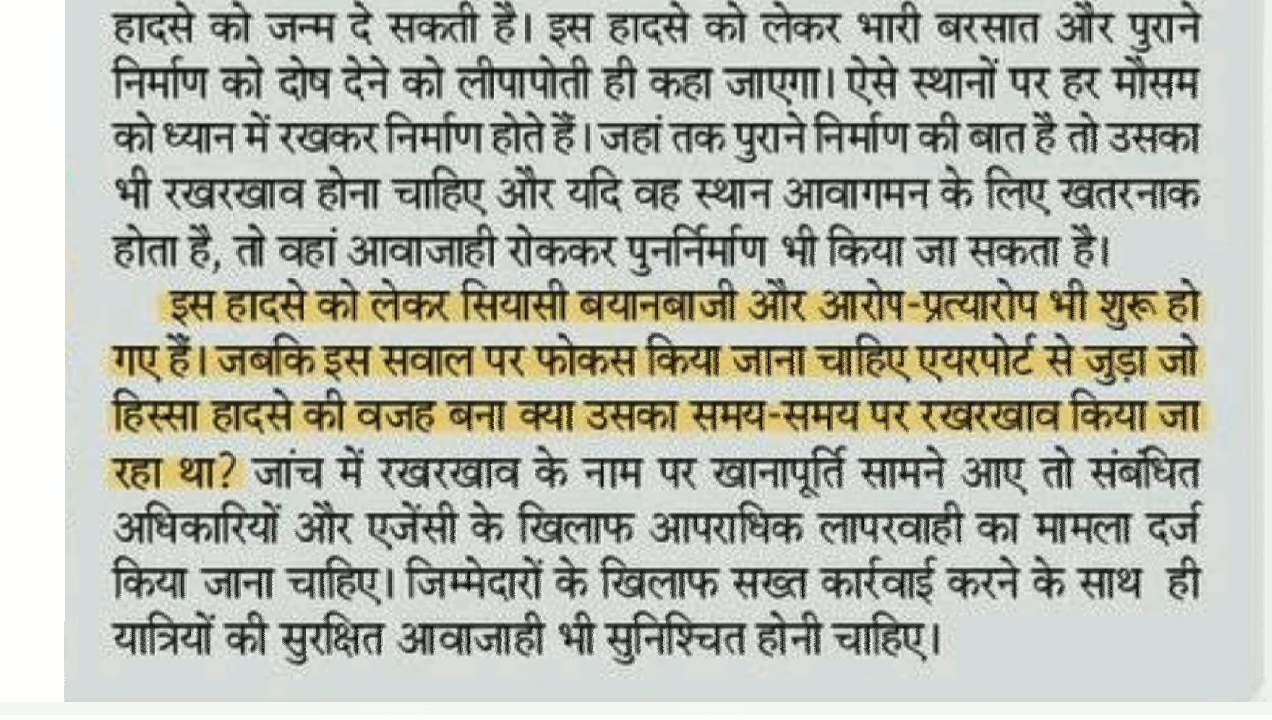 हादसे को जन्म दे सकती है। इस हादसे को लेकर भारी बरसात और पुराने
निर्माण को दोष देने को लीपापोती ही कहा जाएगा। ऐसे स्थानों पर हर मौसम
को ध्यान में रखकर निर्माण होते हैं। जहां तक पुराने निर्माण की बात है तो उसका
भी रखरखाव होना चाहिए और यदि वह स्थान आवागमन के लिए खतरनाक
होता है, तो वहां आवाजाही रोककर पुनर्निर्माण भी किया जा सकता है।
इस हादसे को लेकर सियासी बयानबाजी और आरोप-प्रत्यारोप भी शुरू हो
गए हैं। जबकि इस सवाल पर फोकस किया जाना चाहिए एयरपोर्ट से जुड़ा जो
हिस्सा हादसे की वजह बना क्या उसका समय-समय पर रखरखाव किया जा
रहा था? जांच में रखरखाव के नाम पर खानापूर्ति सामने आए तो संबंधित
अधिकारियों और एजेंसी के खिलाफ आपराधिक लापरवाही का मामला दर्ज
किया जाना चाहिए। जिम्मेदारों के खिलाफ सख्त कार्रवाई करने के साथ ही
यात्रियों की सुरक्षित आवाजाही भी सुनिश्चित होनी चाहिए।